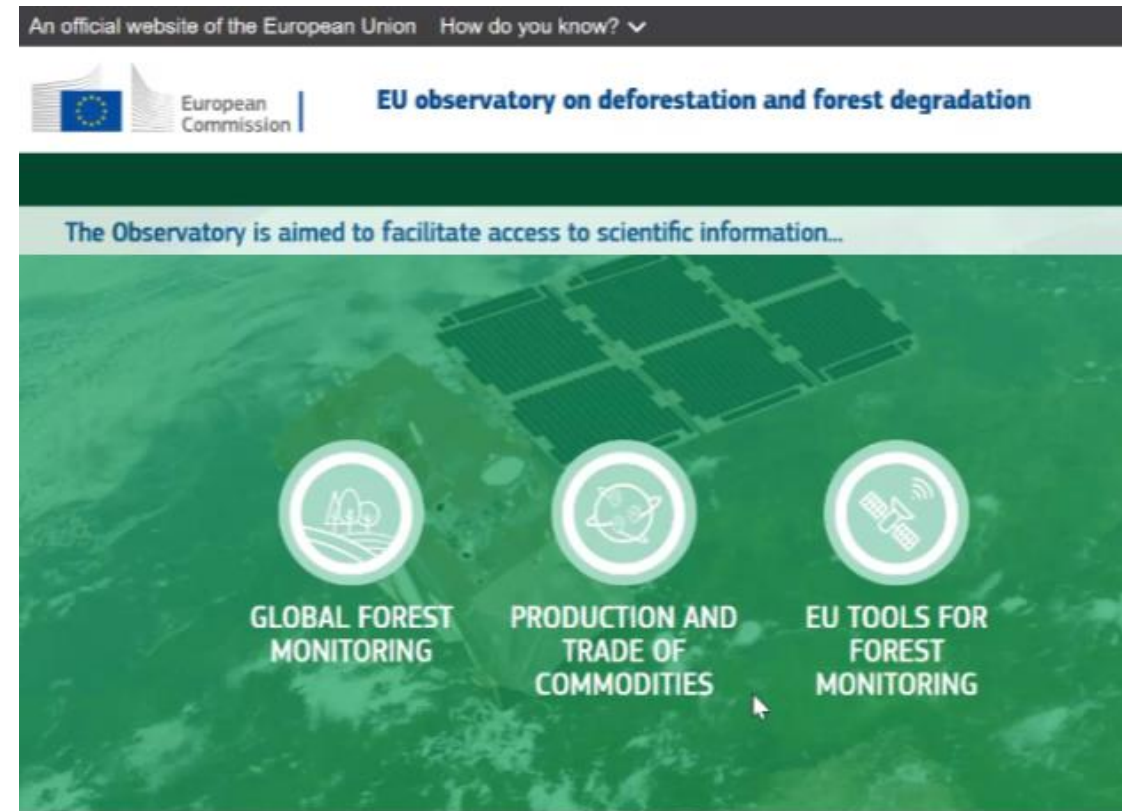 An official website of the European Union How do you know?
European
Commission
EU observatory on deforestation and forest degradation
The Observatory is aimed to facilitate access to scientific information...
GLOBAL FOREST
MONITORING
PRODUCTION AND
TRADE OF
COMMODITIES
EU TOOLS FOR
FOREST
MONITORING